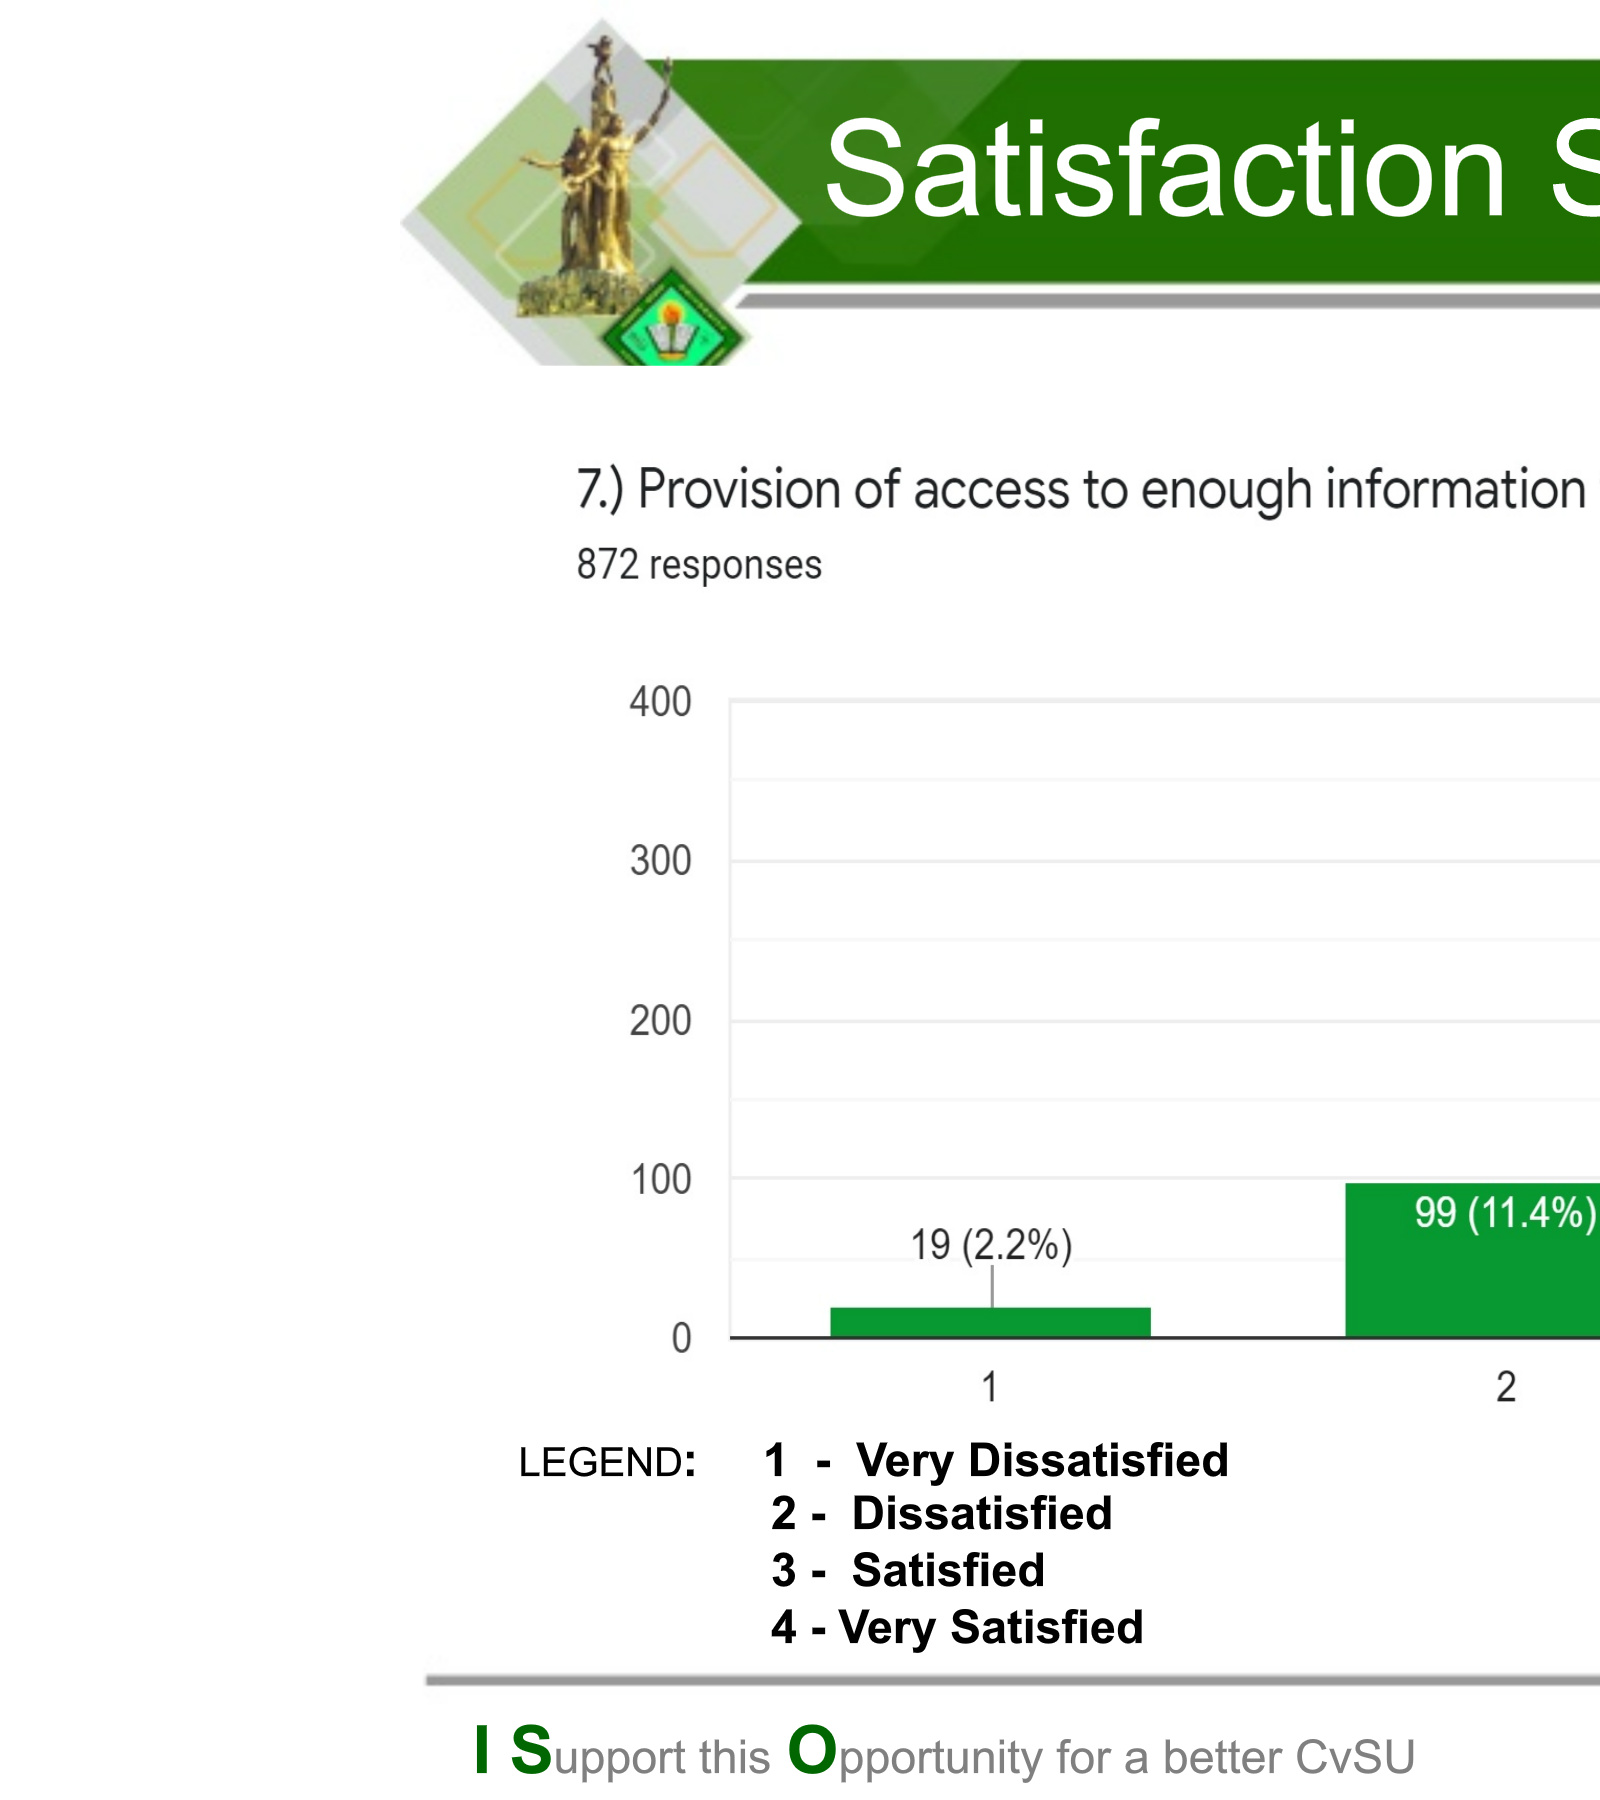 Satisfaction S
7.) Provision of access to enough information
872 responses
400
300
200
100
0
19 (2.2%)
99 (11.4%)
1
2
LEGEND: 1 - Very Dissatisfied
2 - Dissatisfied
3 - Satisfied
4 - Very Satisfied
I Support this Opportunity for a better CvSU